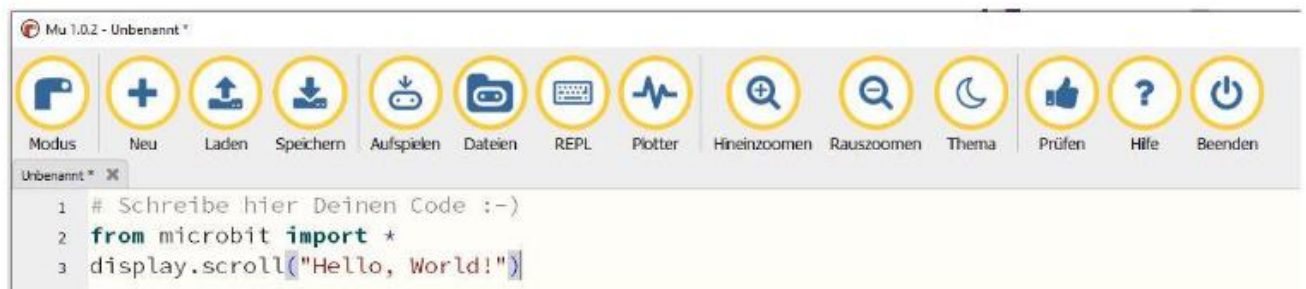 Mu 1.0.2 - Unbenannt *
Modus Neu Laden Speichern Aufspielen Dateien REPL Plotter Hineinzoomen Rauszoomen Thema Prüfen Hilfe Beenden
Unbenannt *
1 # Schreibe hier Deinen Code :-)
2 from microbit import *
3 display.scroll("Hello, World!")